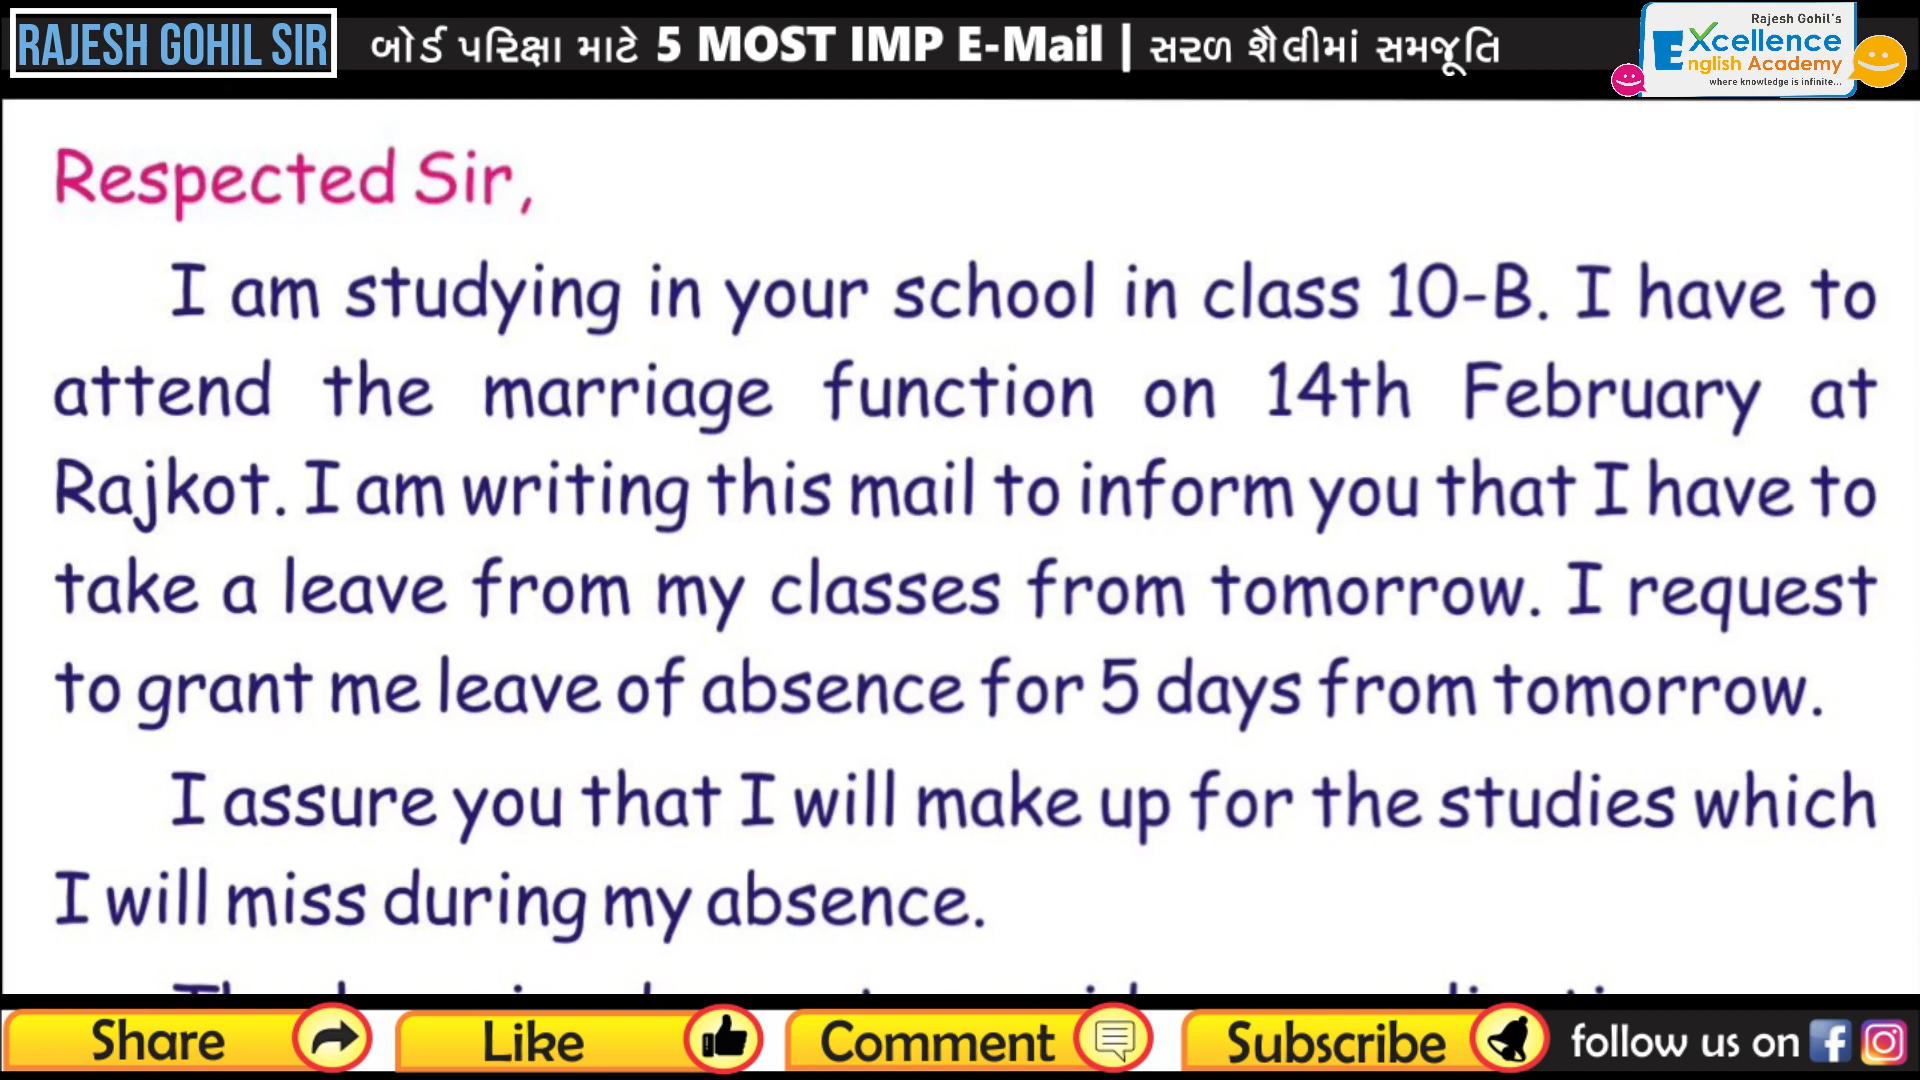 RAJESH GOHIL SIR
બોર્ડ પરિક્ષા માટે 5 MOST IMP E-Mail | સરળ શૈલીમાં સમજૂતિ
Rajesh Gohil's
EXcellence
English Academy
where knowledge is infinite...
Respected Sir,
I am studying in your school in class 10-B. I have to
attend the marriage function on 14th February at
Rajkot. I am writing this mail to inform you that I have to
take a leave from my classes from tomorrow. I request
to grant me leave of absence for 5 days from tomorrow.
I assure you that I will make up for the studies which
I will miss during my absence.
Share
Like
Comment
Subscribe
follow us on